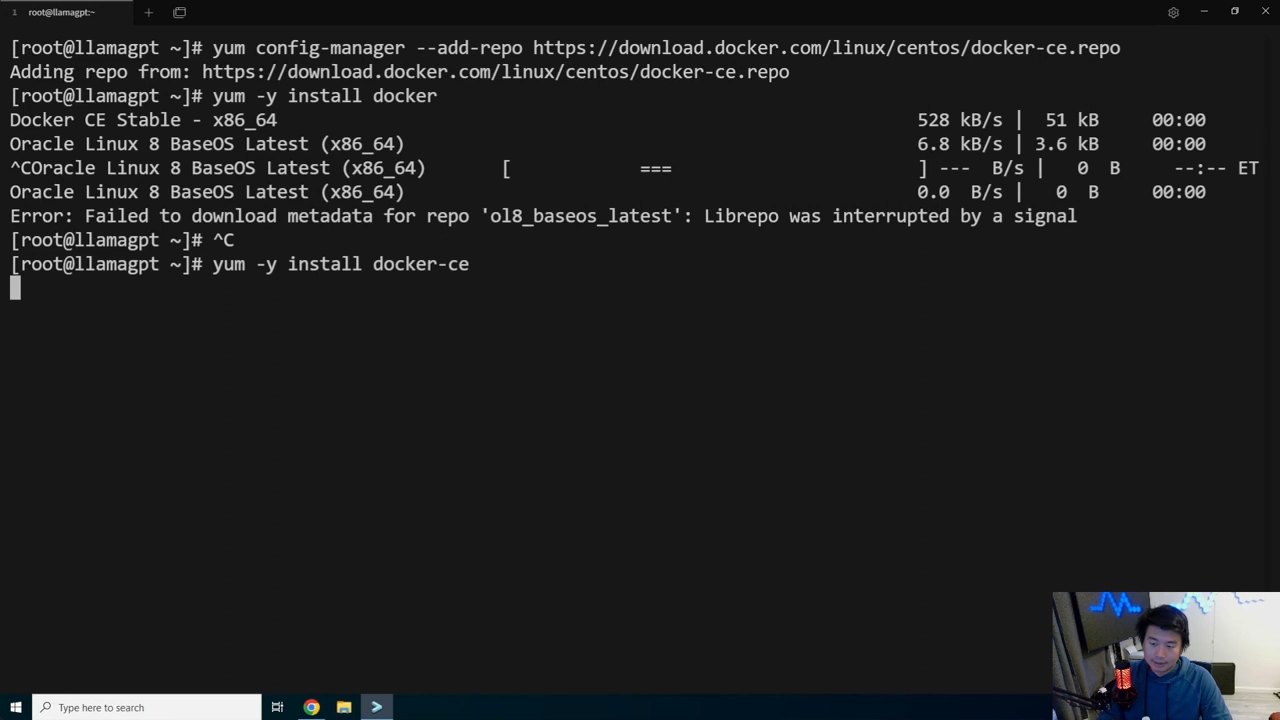 1 root@llamagpt:~
[root@llamagpt ~]# yum config-manager --add-repo https://download.docker.com/linux/centos/docker-ce.repo
Adding repo from: https://download.docker.com/linux/centos/docker-ce.repo
[root@llamagpt ~]# yum -y install docker
Docker CE Stable - x86_64 528 kB/s | 51 kB 00:00
Oracle Linux 8 BaseOS Latest (x86_64) 6.8 kB/s | 3.6 kB 00:00
^COracle Linux 8 BaseOS Latest (x86_64) [ === ] --- B/s | 0 B --:-- ET
Oracle Linux 8 BaseOS Latest (x86_64) 0.0 B/s | 0 B 00:00
Error: Failed to download metadata for repo 'ol8_baseos_latest': Librepo was interrupted by a signal
[root@llamagpt ~]# ^C
[root@llamagpt ~]# yum -y install docker-ce
Type here to search